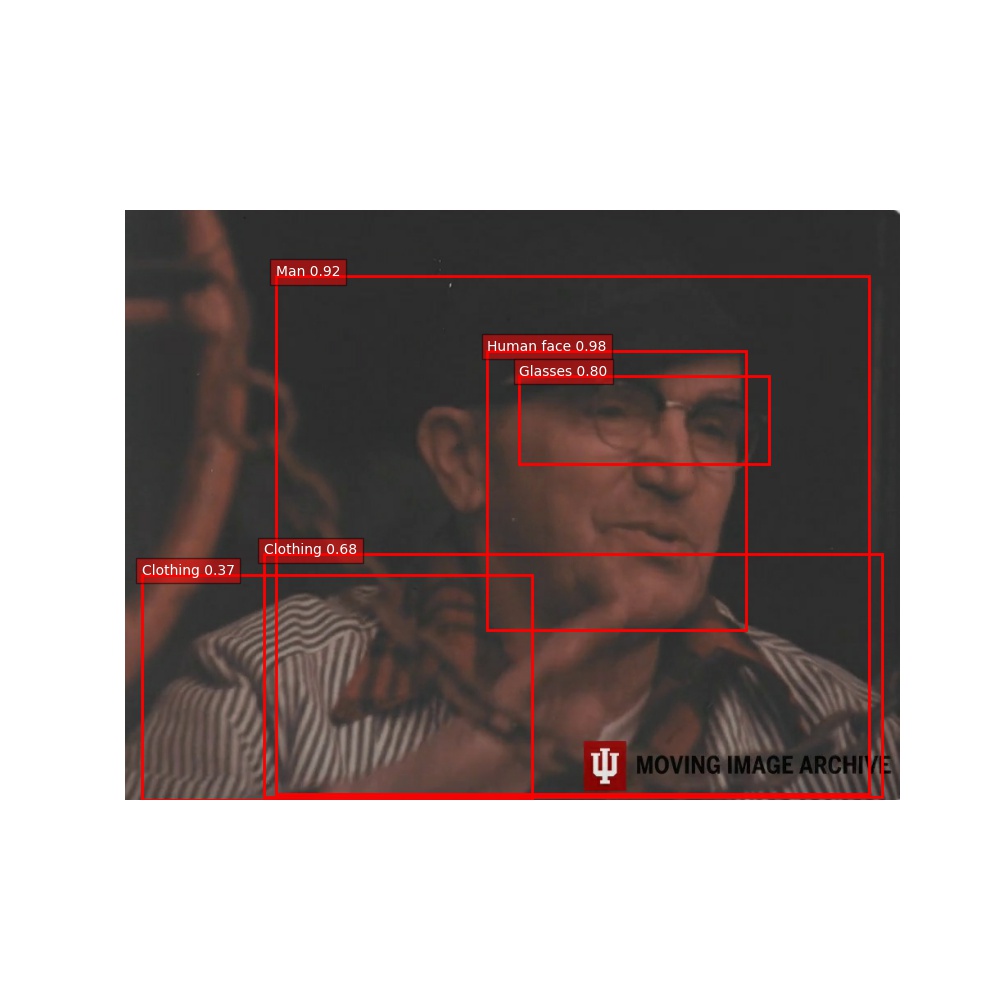 Man 0.92
Human face 0.98
Glasses 0.80
Clothing 0.68
Clothing 0.37
MOVING IMAGE ARCHIVE